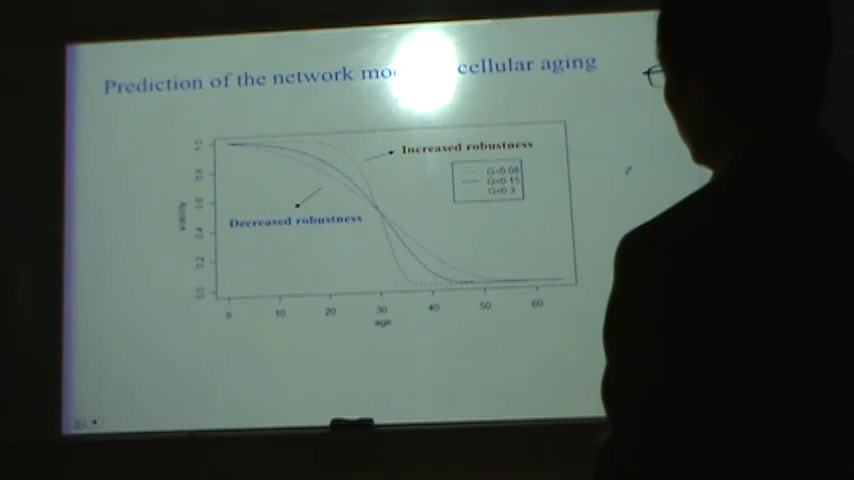 Prediction of the network mo cellular aging
Increased robustness
G=0.08
G=0.15
G=0.3
Decreased robustness
viability
1.0
0.8
0.6
0.4
0.2
0.0
0 10 20 30 40 50 60
age